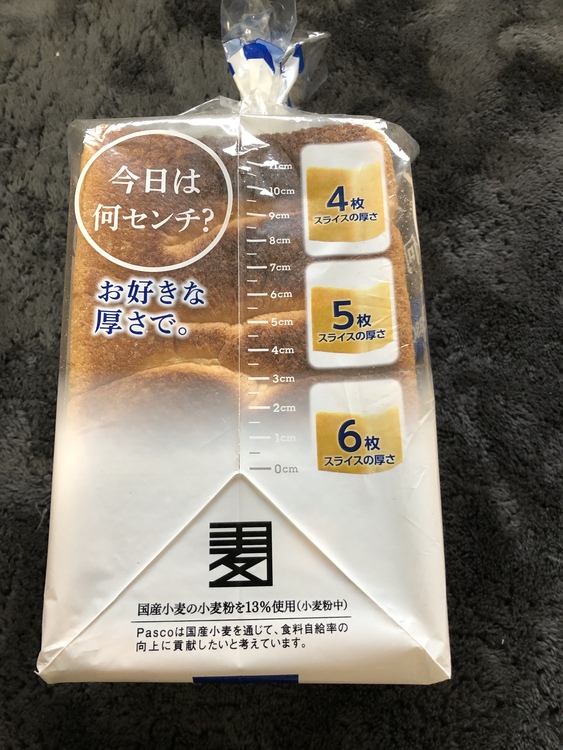 今日は
何センチ?
お好きな
厚さで。
11cm
10cm
9cm
8cm
7cm
6cm
5cm
4cm
3cm
2cm
1cm
0cm
4枚
スライスの厚さ
5枚
スライスの厚さ
6枚
スライスの厚さ
麦
国産小麦の小麦粉を13%使用(小麦粉中)
Pascoは国産小麦を通じて、食料自給率の
向上に貢献したいと考えています。